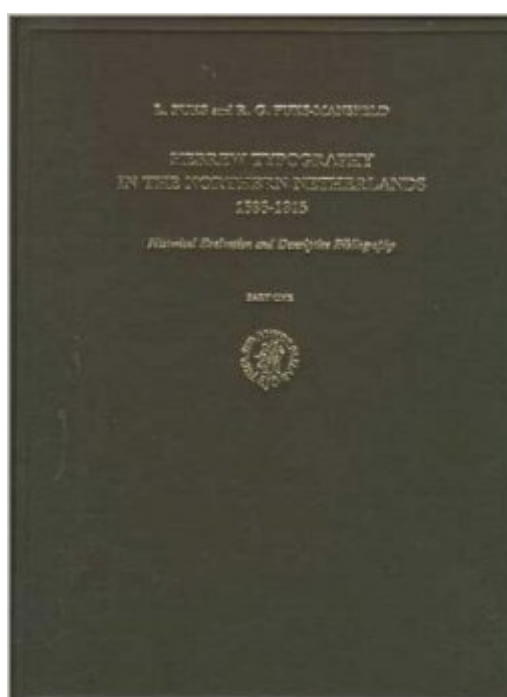 L. FUKS and R. G. FUKS-MANSFELD
HEBREW TYPOGRAPHY
IN THE NORTHERN NETHERLANDS
1585-1815
Historical Evaluation and Descriptive Bibliography
PART ONE